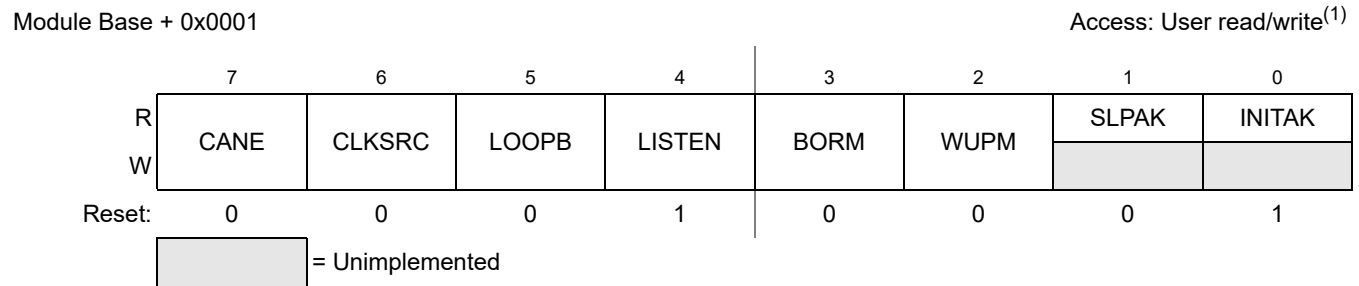 Module Base + 0x0001 Access: User read/write(1)
7 6 5 4 3 2 1 0
R CANE CLKSRC LOOPB LISTEN BORM WUPM SLPAK INITAK
W
Reset: 0 0 0 1 0 0 0 1
= Unimplemented